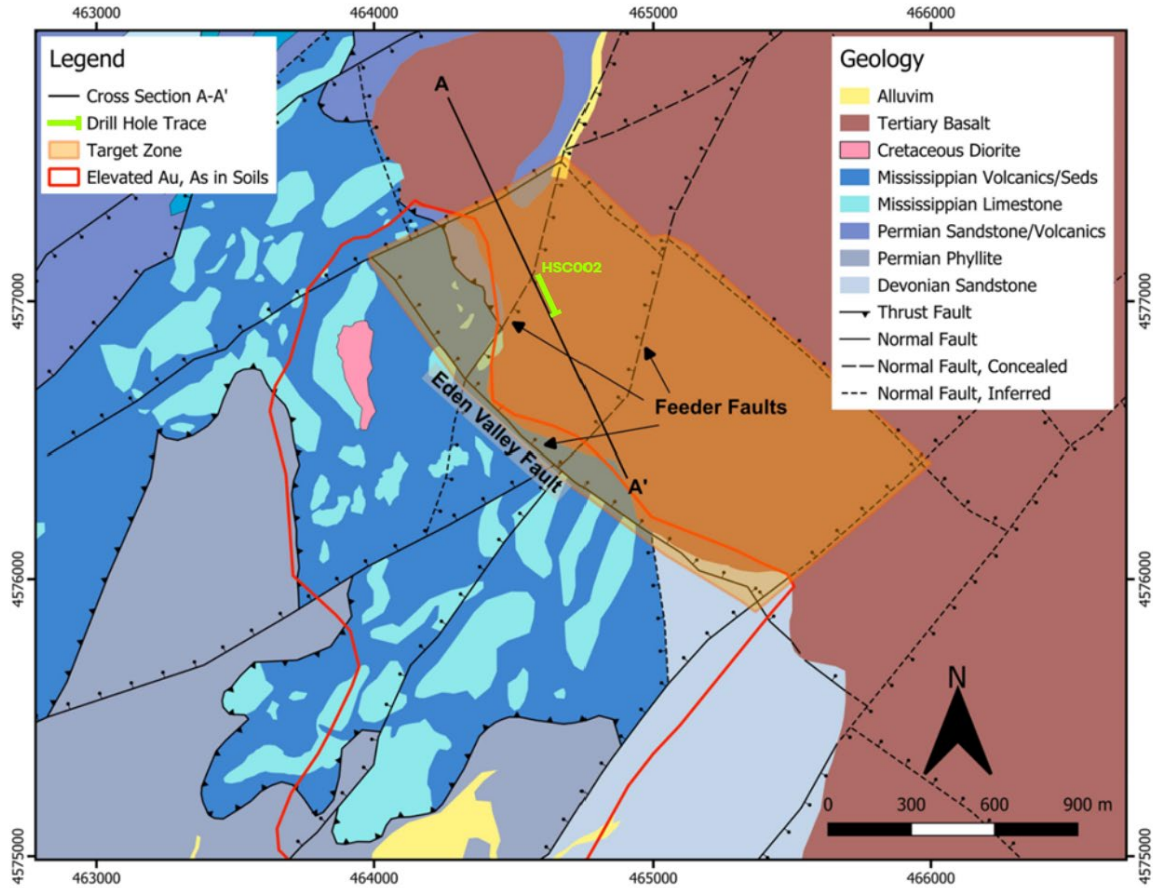 463000 464000 465000 466000
Legend
Cross Section A-A'
Drill Hole Trace
Target Zone
Elevated Au, As in Soils
Geology
Alluvim
Tertiary Basalt
Cretaceous Diorite
Mississippian Volcanics/Seds
Mississippian Limestone
Permian Sandstone/Volcanics
Permian Phyllite
Devonian Sandstone
Thrust Fault
Normal Fault
Normal Fault, Concealed
Normal Fault, Inferred
A
HSC002
4577000
4577000
Feeder Faults
Eden Valley Fault
A'
4576000
4576000
N
0 300 600 900 m
4575000
4575000
463000 464000 465000 466000